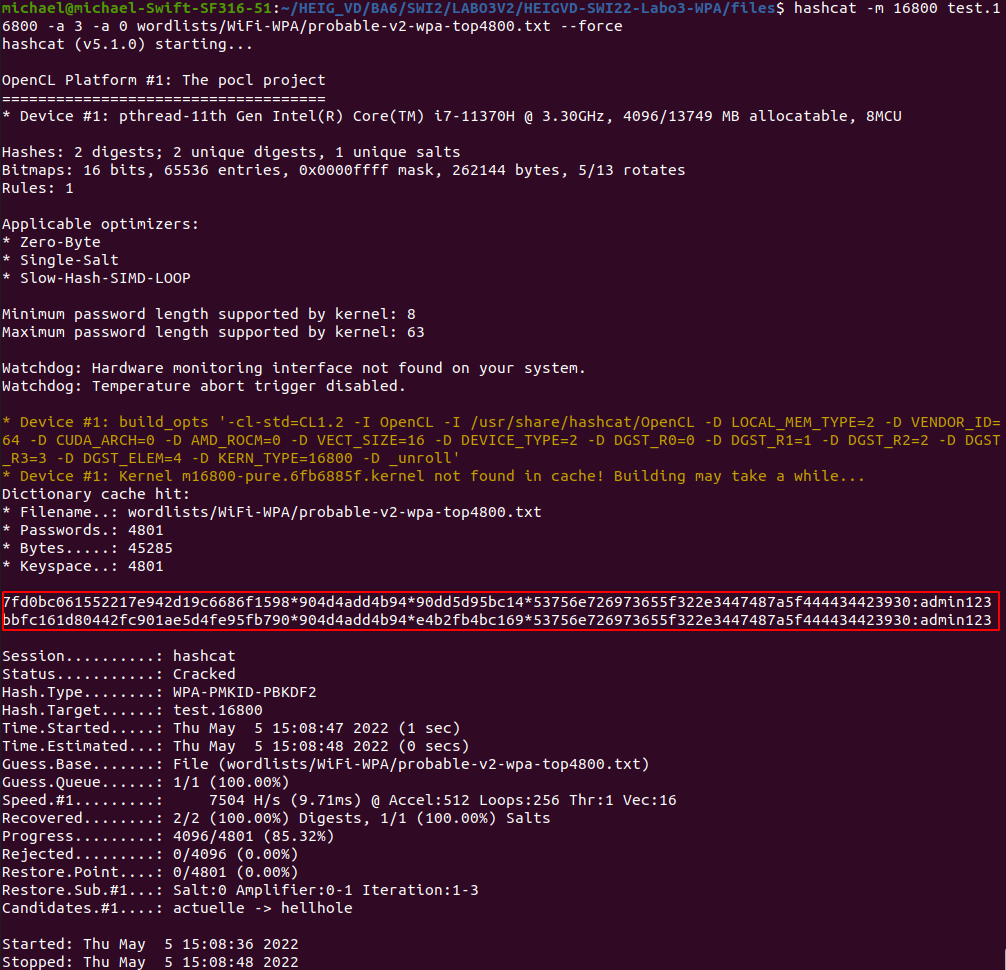 michael@michael-Swift-SF316-51:~/HEIG_VD/BA6/SWI2/LABO3V2/HEIGVD-SWI22-Labo3-WPA/files$ hashcat -m 16800 test.1
6800 -a 3 -a 0 wordlists/WiFi-WPA/probable-v2-wpa-top4800.txt --force
hashcat (v5.1.0) starting...
OpenCL Platform #1: The pocl project
====================================
* Device #1: pthread-11th Gen Intel(R) Core(TM) i7-11370H @ 3.30GHz, 4096/13749 MB allocatable, 8MCU
Hashes: 2 digests; 2 unique digests, 1 unique salts
Bitmaps: 16 bits, 65536 entries, 0x0000ffff mask, 262144 bytes, 5/13 rotates
Rules: 1
Applicable optimizers:
* Zero-Byte
* Single-Salt
* Slow-Hash-SIMD-LOOP
Minimum password length supported by kernel: 8
Maximum password length supported by kernel: 63
Watchdog: Hardware monitoring interface not found on your system.
Watchdog: Temperature abort trigger disabled.
* Device #1: build_opts '-cl-std=CL1.2 -I OpenCL -I /usr/share/hashcat/OpenCL -D LOCAL_MEM_TYPE=2 -D VENDOR_ID=
64 -D CUDA_ARCH=0 -D AMD_ROCM=0 -D VECT_SIZE=16 -D DEVICE_TYPE=2 -D DGST_R0=0 -D DGST_R1=1 -D DGST_R2=2 -D DGST
_R3=3 -D DGST_ELEM=4 -D KERN_TYPE=16800 -D _unroll'
* Device #1: Kernel m16800-pure.6fb6885f.kernel not found in cache! Building may take a while...
Dictionary cache hit:
* Filename..: wordlists/WiFi-WPA/probable-v2-wpa-top4800.txt
* Passwords.: 4801
* Bytes.....: 45285
* Keyspace..: 4801
7fd0bc061552217e942d19c6686f1598*904d4add4b94*90dd5d95bc14*53756e726973655f322e3447487a5f444434423930:admin123
bbfc161d80442fc901ae5d4fe95fb790*904d4add4b94*e4b2fb4bc169*53756e726973655f322e3447487a5f444434423930:admin123
Session..........: hashcat
Status...........: Cracked
Hash.Type........: WPA-PMKID-PBKDF2
Hash.Target......: test.16800
Time.Started.....: Thu May  5 15:08:47 2022 (1 sec)
Time.Estimated...: Thu May  5 15:08:48 2022 (0 secs)
Guess.Base.......: File (wordlists/WiFi-WPA/probable-v2-wpa-top4800.txt)
Guess.Queue......: 1/1 (100.00%)
Speed.#1.........:     7504 H/s (9.71ms) @ Accel:512 Loops:256 Thr:1 Vec:16
Recovered........: 2/2 (100.00%) Digests, 1/1 (100.00%) Salts
Progress.........: 4096/4801 (85.32%)
Rejected.........: 0/4096 (0.00%)
Restore.Point....: 0/4801 (0.00%)
Restore.Sub.#1...: Salt:0 Amplifier:0-1 Iteration:1-3
Candidates.#1....: actuelle -> hellhole
Started: Thu May  5 15:08:36 2022
Stopped: Thu May  5 15:08:48 2022